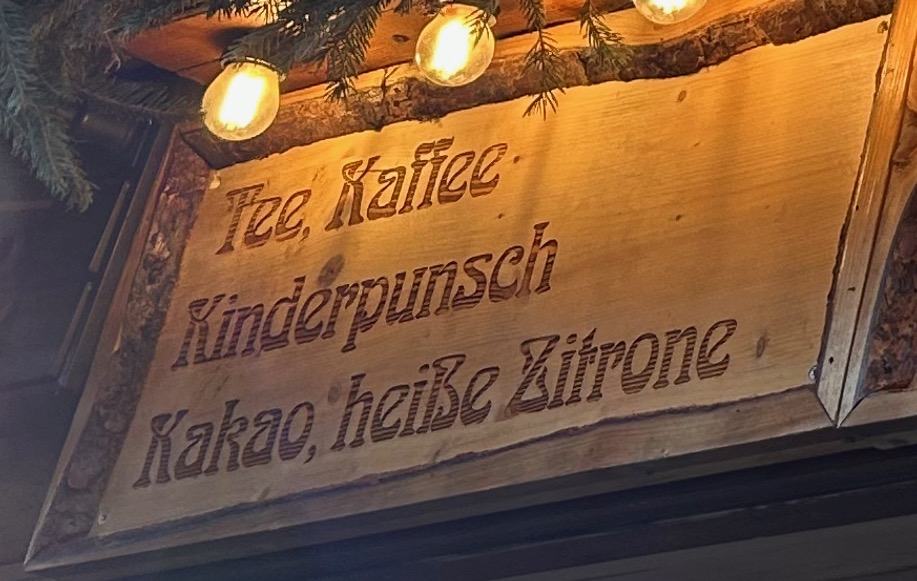 Tee, Kaffee
Kinderpunsch
Kakao, heiße Zitrone